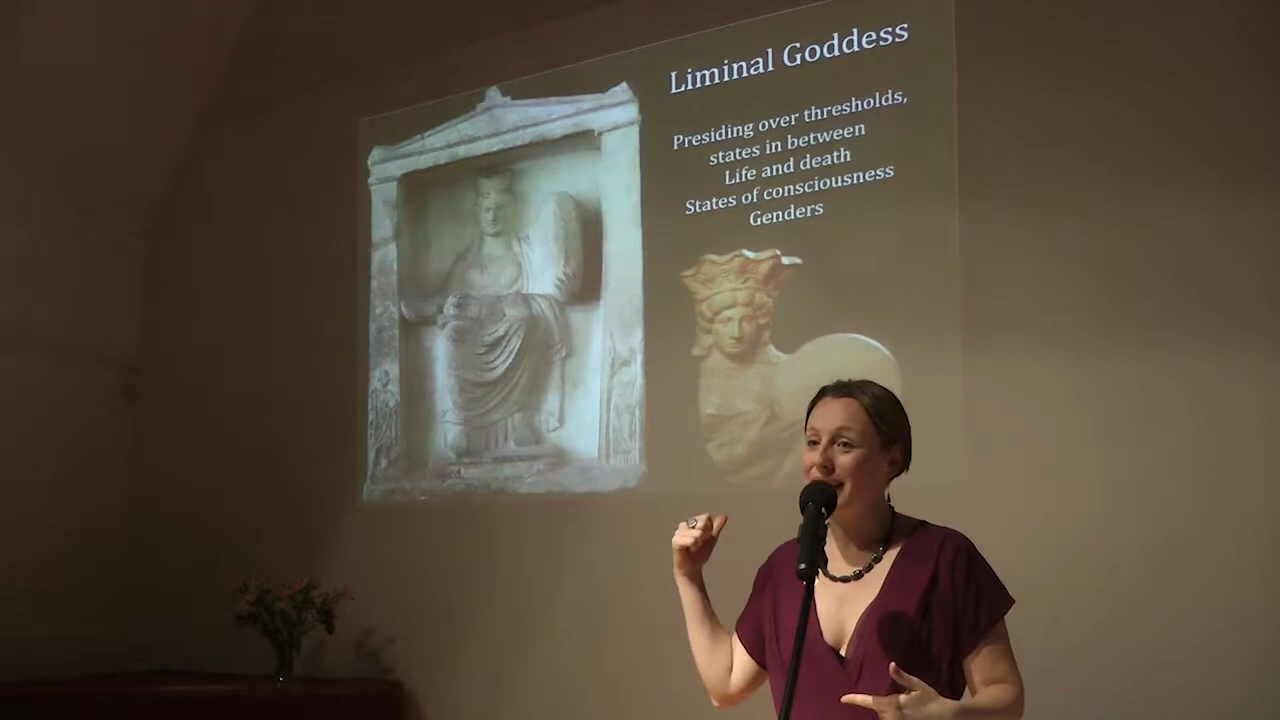 Liminal Goddess
Presiding over thresholds,
states in between
Life and death
States of consciousness
Genders